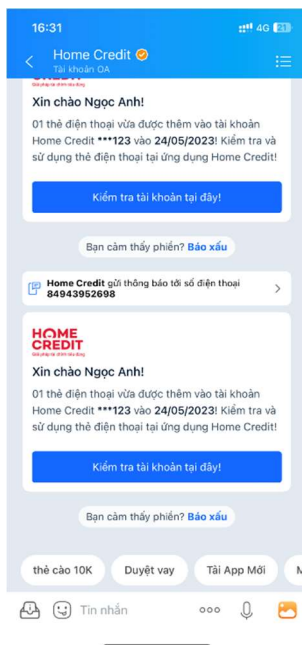 16:31
4G 21
Home Credit
Tài khoản OA
CREDIT
Xin chào Ngọc Anh!
01 thẻ điện thoại vừa được thêm vào tài khoản
Home Credit ***123 vào 24/05/2023! Kiểm tra và
sử dụng thẻ điện thoại tại ứng dụng Home Credit!
Kiểm tra tài khoản tại đây!
Bạn cảm thấy phiền? Báo xấu
Home Credit gửi thông báo tới số điện thoại
84943952698
HOME
CREDIT
Xin chào Ngọc Anh!
01 thẻ điện thoại vừa được thêm vào tài khoản
Home Credit ***123 vào 24/05/2023! Kiểm tra và
sử dụng thẻ điện thoại tại ứng dụng Home Credit!
Kiểm tra tài khoản tại đây!
Bạn cảm thấy phiền? Báo xấu
thẻ cào 10K
Duyệt vay
Tải App Mới
M
Tin nhắn